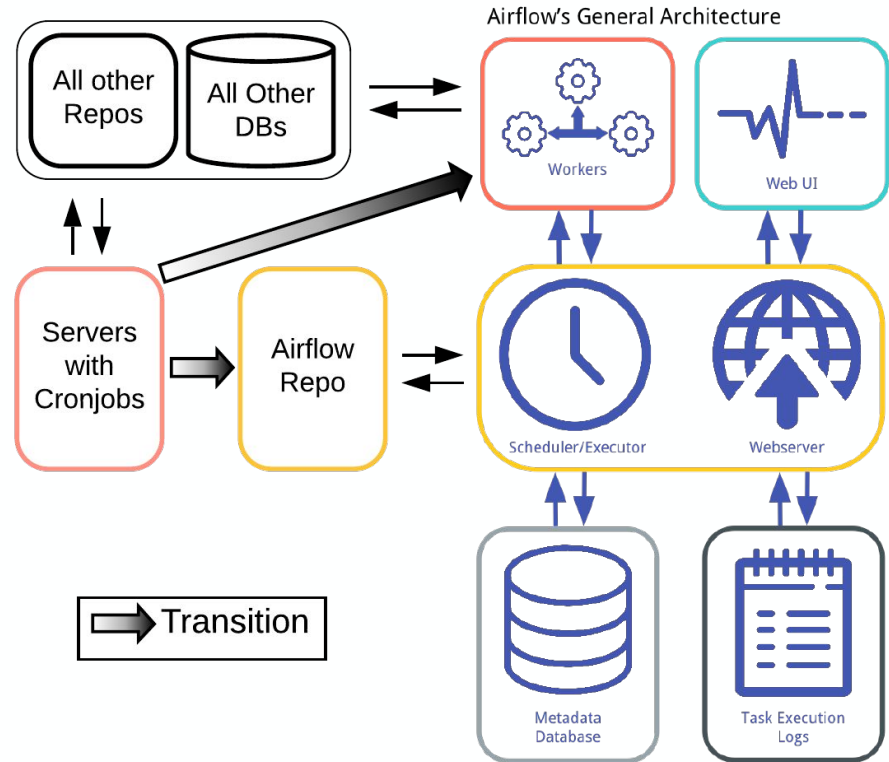 Airflow's General Architecture
All other
Repos
All Other
DBs
Workers
Web UI
Servers
with
Cronjobs
Airflow
Repo
Scheduler/Executor
Webserver
Transition
Metadata
Database
Task Execution
Logs